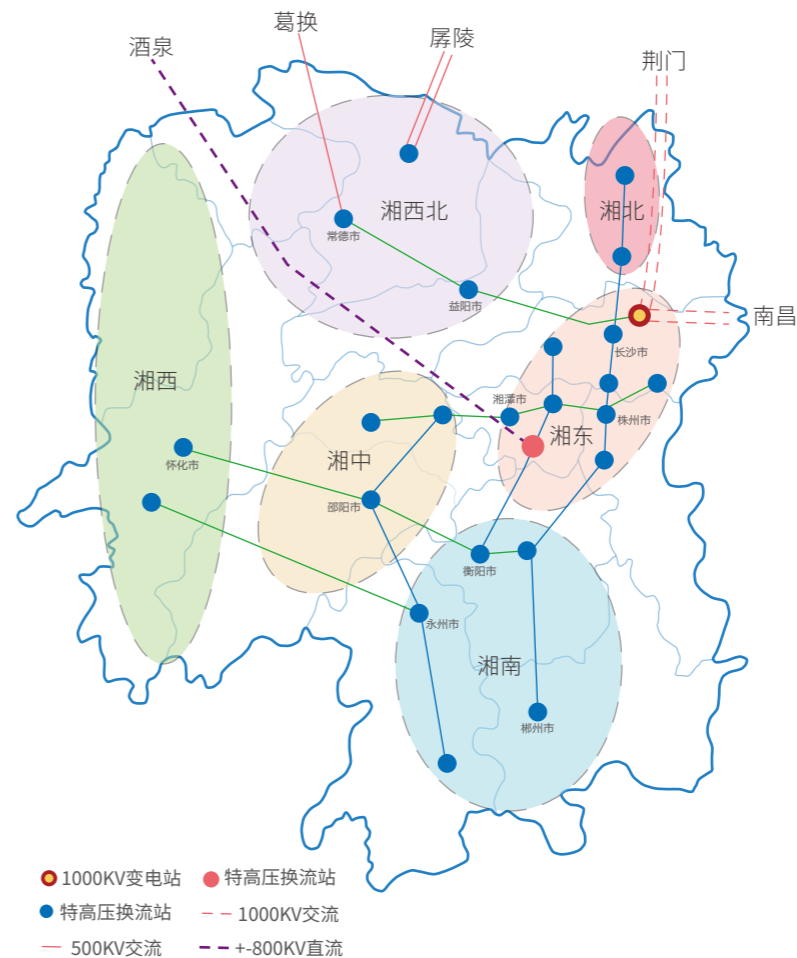 葛换
酒泉
孱陵
荆门
湘西北
湘北
常德市
益阳市
南昌
长沙市
湘西
湘潭市
株州市
湘东
湘中
怀化市
邵阳市
衡阳市
永州市
湘南
郴州市
1000KV变电站
特高压换流站
特高压换流站
1000KV交流
500KV交流
+-800KV直流